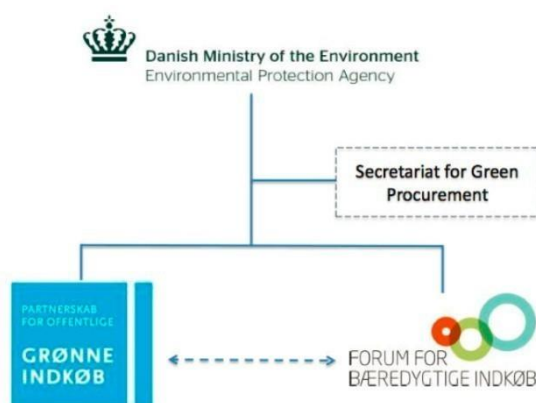 Danish Ministry of the Environment
Environmental Protection Agency
Secretariat for Green
Procurement
PARTNERSKAB
FOR OFFENTLIGE
GRØNNE
INDKØB
FORUM FOR
BÆREDYGTIGE INDKØB